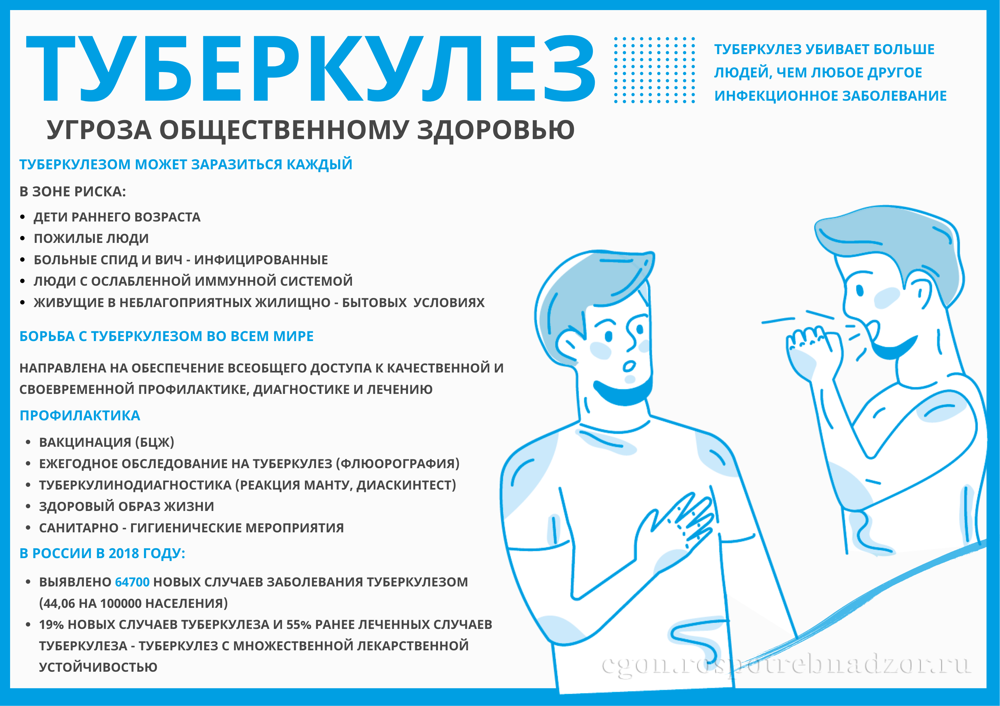 ТУБЕРКУЛЕЗ
ТУБЕРКУЛЕЗ УБИВАЕТ БОЛЬШЕ
ЛЮДЕЙ, ЧЕМ ЛЮБОЕ ДРУГОЕ
ИНФЕКЦИОННОЕ ЗАБОЛЕВАНИЕ
УГРОЗА ОБЩЕСТВЕННОМУ ЗДОРОВЬЮ
ТУБЕРКУЛЕЗОМ МОЖЕТ ЗАРАЗИТЬСЯ КАЖДЫЙ
В ЗОНЕ РИСКА:
• ДЕТИ РАННЕГО ВОЗРАСТА
• ПОЖИЛЫЕ ЛЮДИ
• БОЛЬНЫЕ СПИД И ВИЧ - ИНФИЦИРОВАННЫЕ
• ЛЮДИ С ОСЛАБЛЕННОЙ ИММУННОЙ СИСТЕМОЙ
• ЖИВУЩИЕ В НЕБЛАГОПРИЯТНЫХ ЖИЛИЩНО - БЫТОВЫХ УСЛОВИЯХ
БОРЬБА С ТУБЕРКУЛЕЗОМ ВО ВСЕМ МИРЕ
НАПРАВЛЕНА НА ОБЕСПЕЧЕНИЕ ВСЕОБЩЕГО ДОСТУПА К КАЧЕСТВЕННОЙ И
СВОЕВРЕМЕННОЙ ПРОФИЛАКТИКЕ, ДИАГНОСТИКЕ И ЛЕЧЕНИЮ
ПРОФИЛАКТИКА
• ВАКЦИНАЦИЯ (БЦЖ)
• ЕЖЕГОДНОЕ ОБСЛЕДОВАНИЕ НА ТУБЕРКУЛЕЗ (ФЛЮОРОГРАФИЯ)
• ТУБЕРКУЛИНОДИАГНОСТИКА (РЕАКЦИЯ МАНТУ, ДИАСКИНТЕСТ)
• ЗДОРОВЫЙ ОБРАЗ ЖИЗНИ
• САНИТАРНО - ГИГИЕНИЧЕСКИЕ МЕРОПРИЯТИЯ
В РОССИИ В 2018 ГОДУ:
• ВЫЯВЛЕНО 64700 НОВЫХ СЛУЧАЕВ ЗАБОЛЕВАНИЯ ТУБЕРКУЛЕЗОМ
(44,06 НА 100000 НАСЕЛЕНИЯ)
• 19% НОВЫХ СЛУЧАЕВ ТУБЕРКУЛЕЗА И 55% РАНЕЕ ЛЕЧЕННЫХ СЛУЧАЕВ
ТУБЕРКУЛЕЗА - ТУБЕРКУЛЕЗ С МНОЖЕСТВЕННОЙ ЛЕКАРСТВЕННОЙ
УСТОЙЧИВОСТЬЮ
cgon.rospotrebnadzor.ru